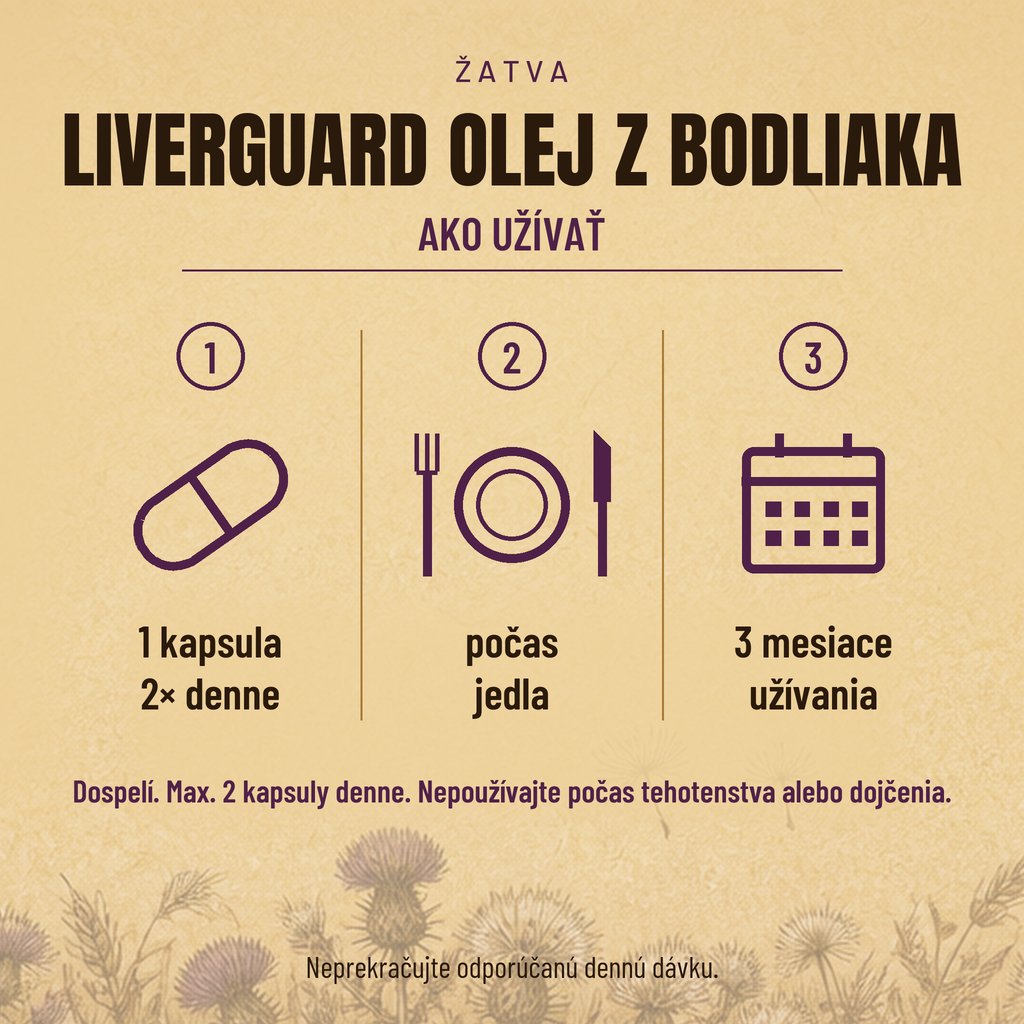 ŽATVA
LIVERGUARD OLEJ Z BODLIAKA
AKO UŽÍVAŤ
1
1 kapsula
2× denne
2
počas
jedla
3
3 mesiace
užívania
Dospelí. Max. 2 kapsuly denne. Nepoužívajte počas tehotenstva alebo dojčenia.
Neprekračujte odporúčanú dennú dávku.